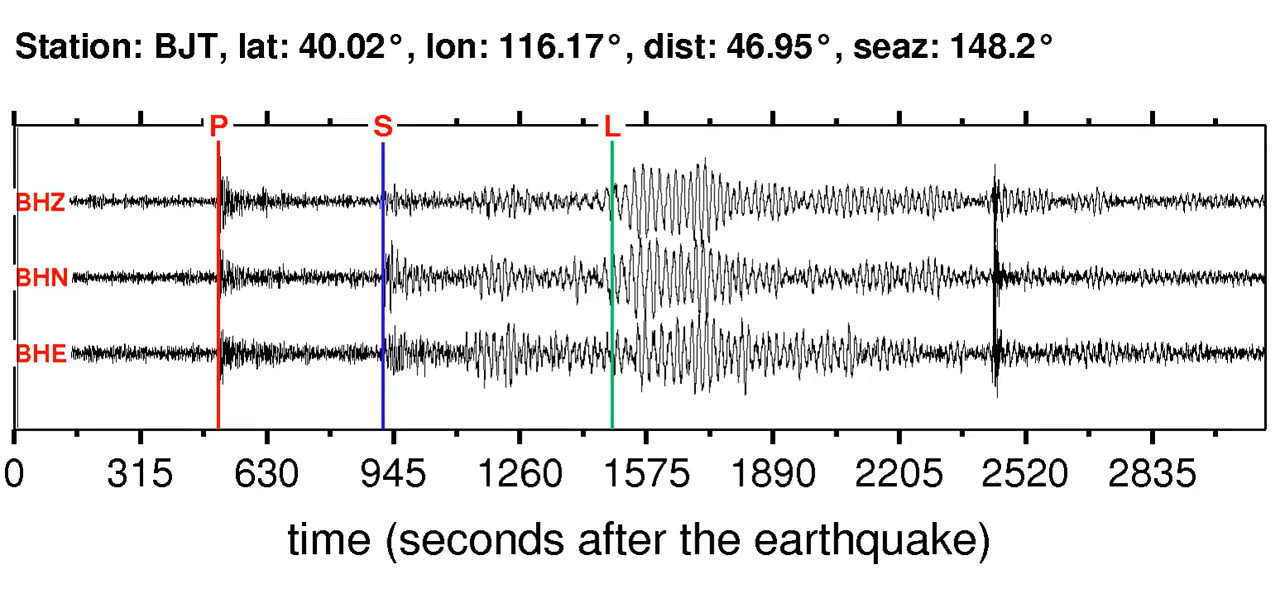 Station: BJT, lat: 40.02°, lon: 116.17°, dist: 46.95°, seaz: 148.2°
P S L
BHZ
BHN
BHE
0 315 630 945 1260 1575 1890 2205 2520 2835
time (seconds after the earthquake)